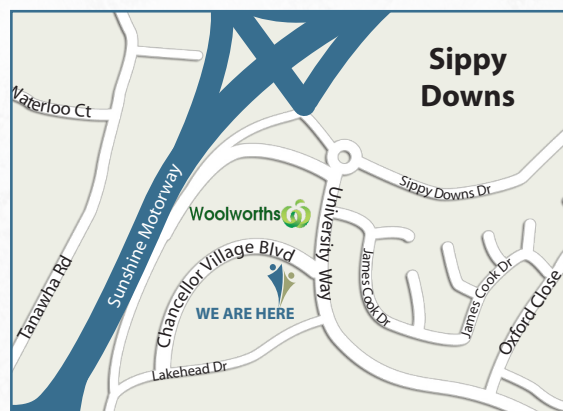 Sippy
Downs
Waterloo Ct
Sunshine Motorway
Tanawha Rd
Sippy Downs Dr
Woolworths
University Way
Chancellor Village Blvd
WE ARE HERE
James Cook Dr
James Cook Dr
Oxford Close
Lakehead Dr